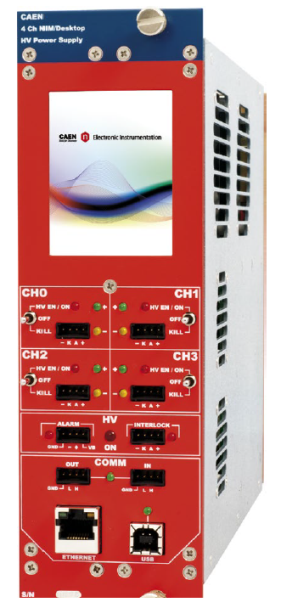 CAEN
4 Ch NIM/Desktop
HV Power Supply
CAEN Electronic Instrumentation
CH0 CH1
HV EN / ON + + HV EN / ON
OFF OFF
KILL - - KILL
- K A + - K A +
CH2 CH3
HV EN / ON + + HV EN / ON
OFF OFF
KILL - - KILL
- K A + - K A +
HV
ALARM INTERLOCK
ON
GND - + VR - K A +
COMM
OUT IN
GND L H GND L H
ETHERNET USB
S/N